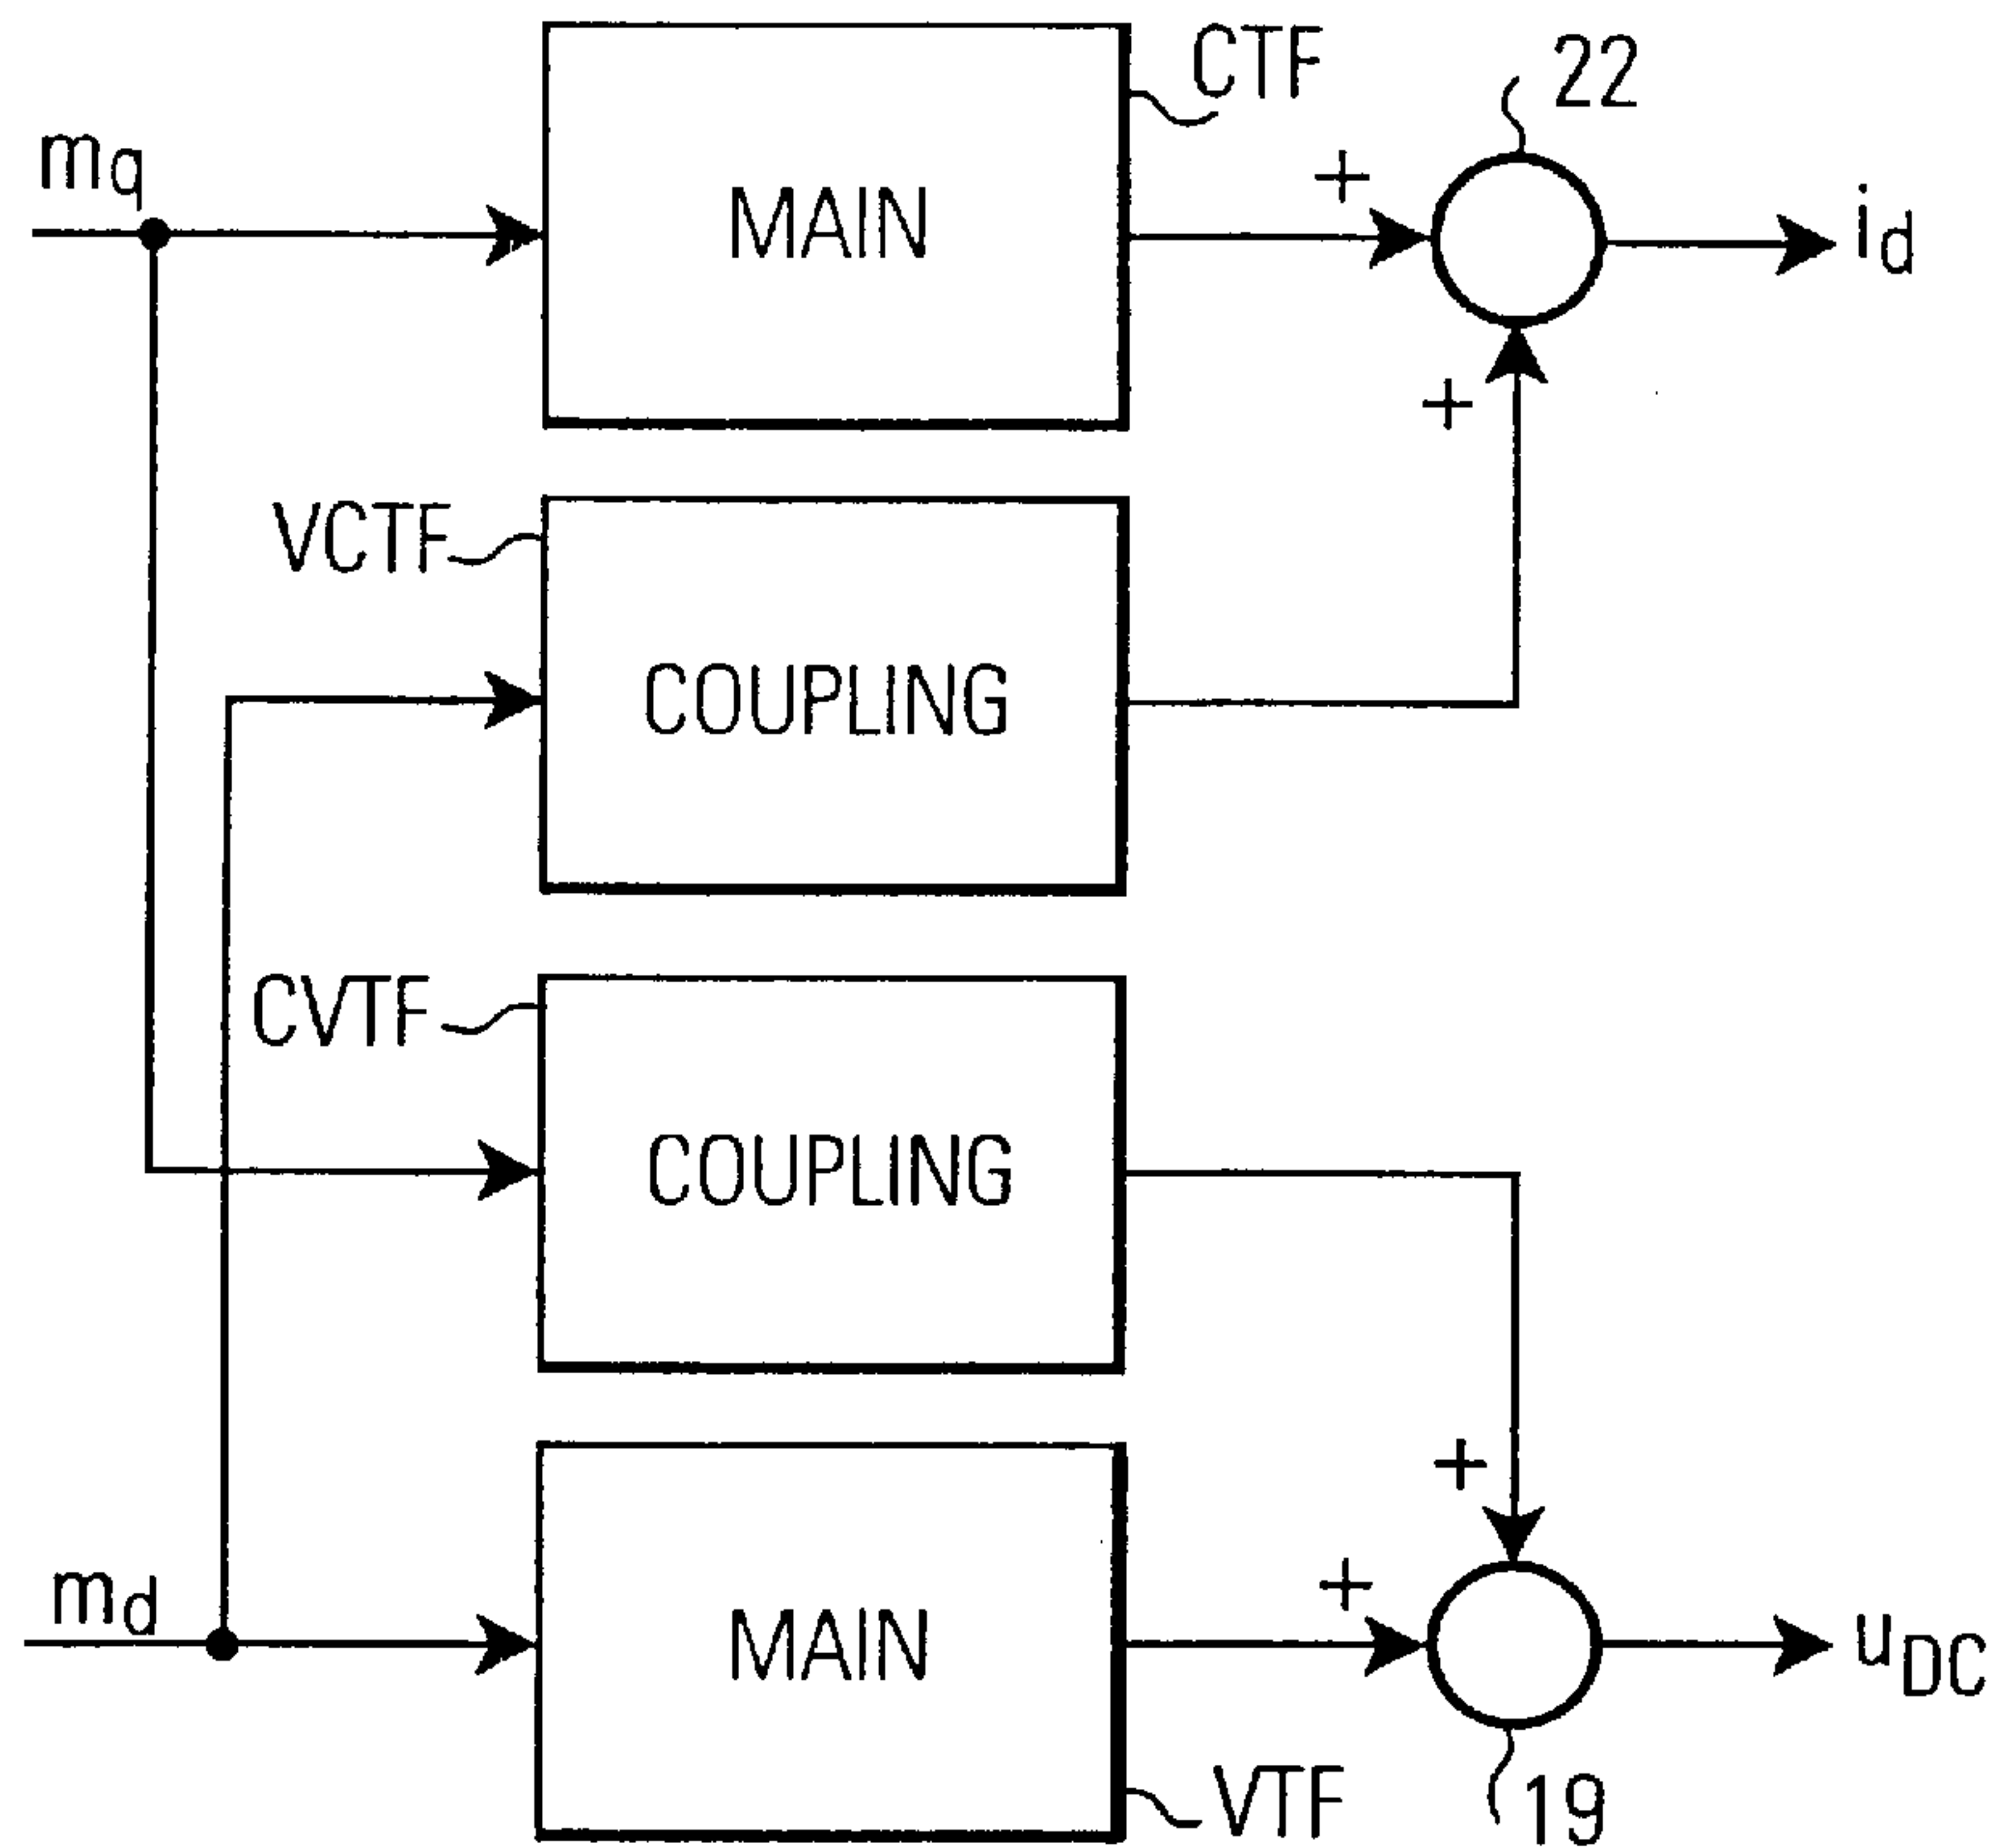 CTF
22
mq
MAIN
+
id
+
VCTF
COUPLING
CVTF
COUPLING
+
md
MAIN
+
uDC
VTF
19